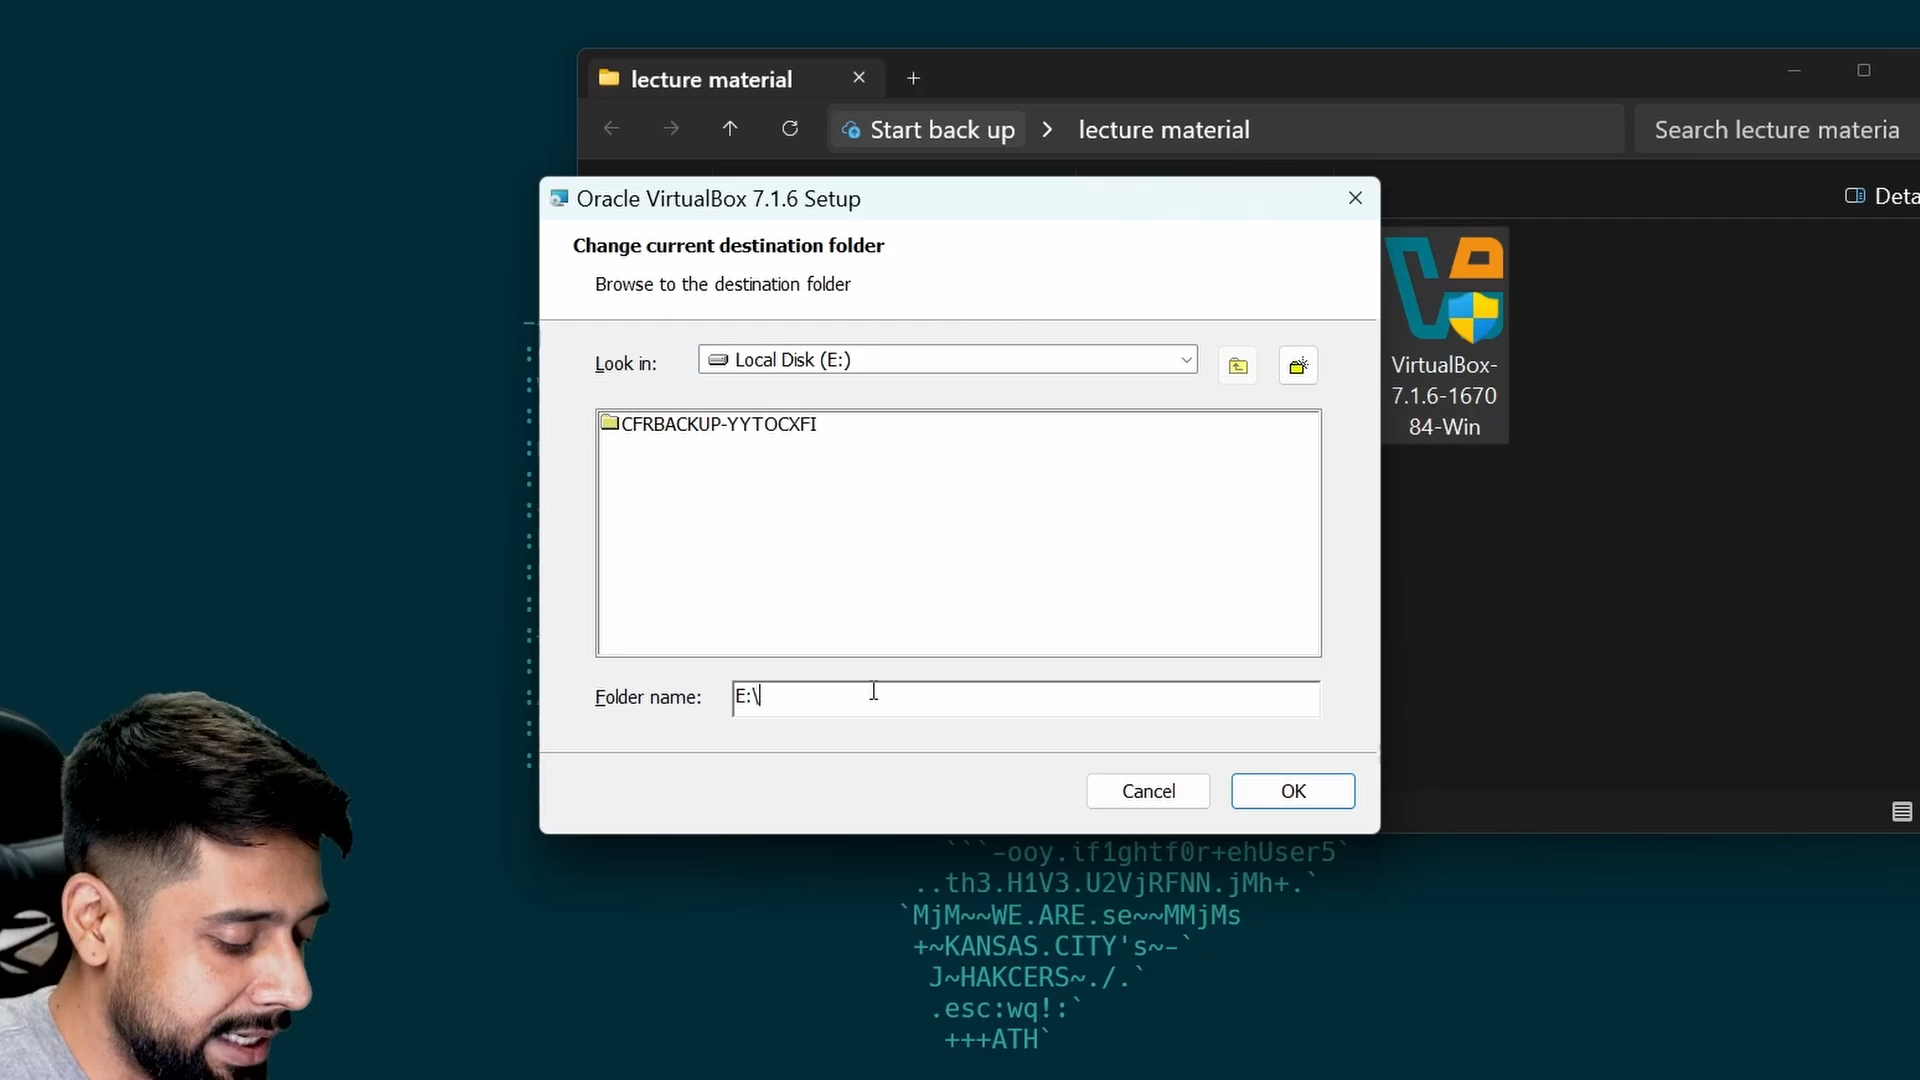 lecture material
Start back up > lecture material
Search lecture materia
Deta
Oracle VirtualBox 7.1.6 Setup
Change current destination folder
Browse to the destination folder
Look in:
Local Disk (E:)
CFRBACKUP-YYTOCXFI
Folder name:
E:\
Cancel
OK
VirtualBox-
7.1.6-1670
84-Win
```-ooy.if1ghtf0r+ehUser5`
..th3.H1V3.U2VjRFNN.jMh+.`
`MjM~~WE.ARE.se~~MMjMs
+~KANSAS.CITY's~-`
J~HAKCERS~./.`
.esc:wq!:`
+++ATH`